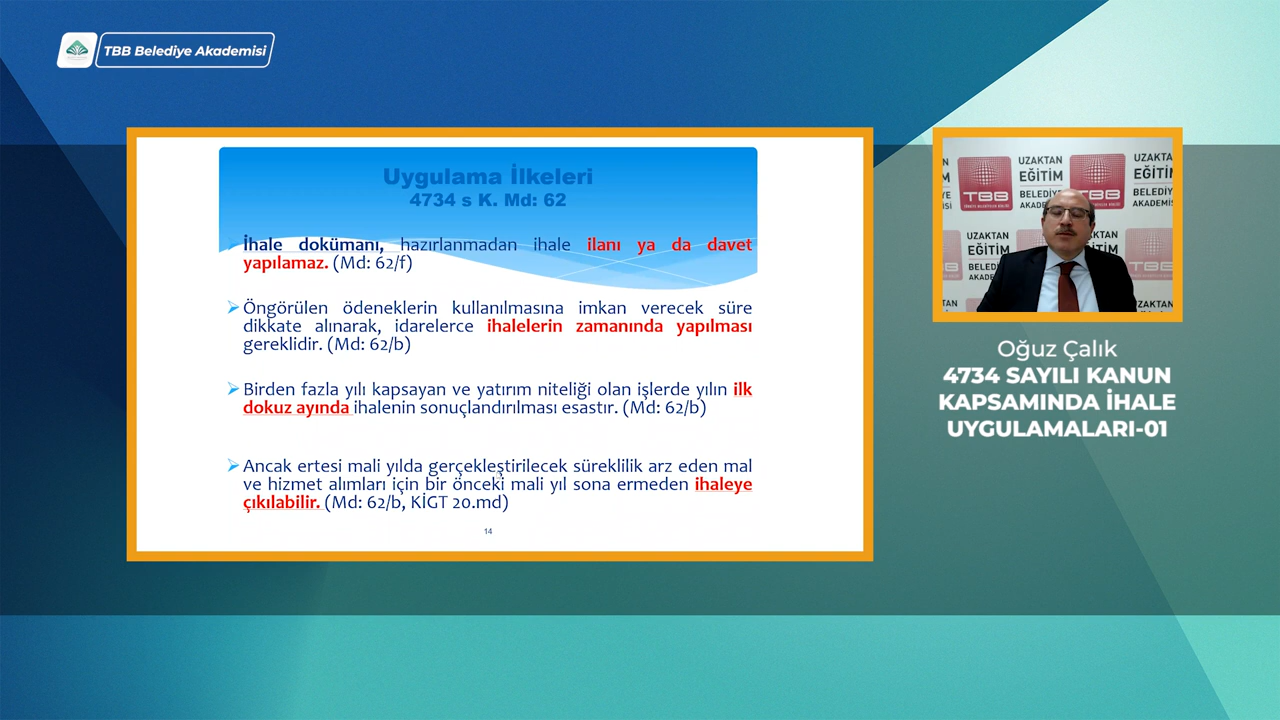 TBB Belediye Akademisi
Uygulama İlkeleri
4734 s K. Md: 62
İhale dokümanı, hazırlanmadan ihale ilanı ya da davet
yapılamaz. (Md: 62/f)
Öngörülen ödeneklerin kullanılmasına imkan verecek süre
dikkate alınarak, idarelerce ihalelerin zamanında yapılması
gereklidir. (Md: 62/b)
Birden fazla yılı kapsayan ve yatırım niteliği olan işlerde yılın ilk
dokuz ayında ihalenin sonuçlandırılması esastır. (Md: 62/b)
Ancak ertesi mali yılda gerçekleştirilecek süreklilik arz eden mal
ve hizmet alımları için bir önceki mali yıl sona ermeden ihaleye
çıkılabilir. (Md: 62/b, KİGT 20.md)
14
UZAKTAN
EĞİTİM
BELEDİYE
AKADEMİSİ
TBB
Oğuz Çalık
4734 SAYILI KANUN
KAPSAMINDA İHALE
UYGULAMALARI-01